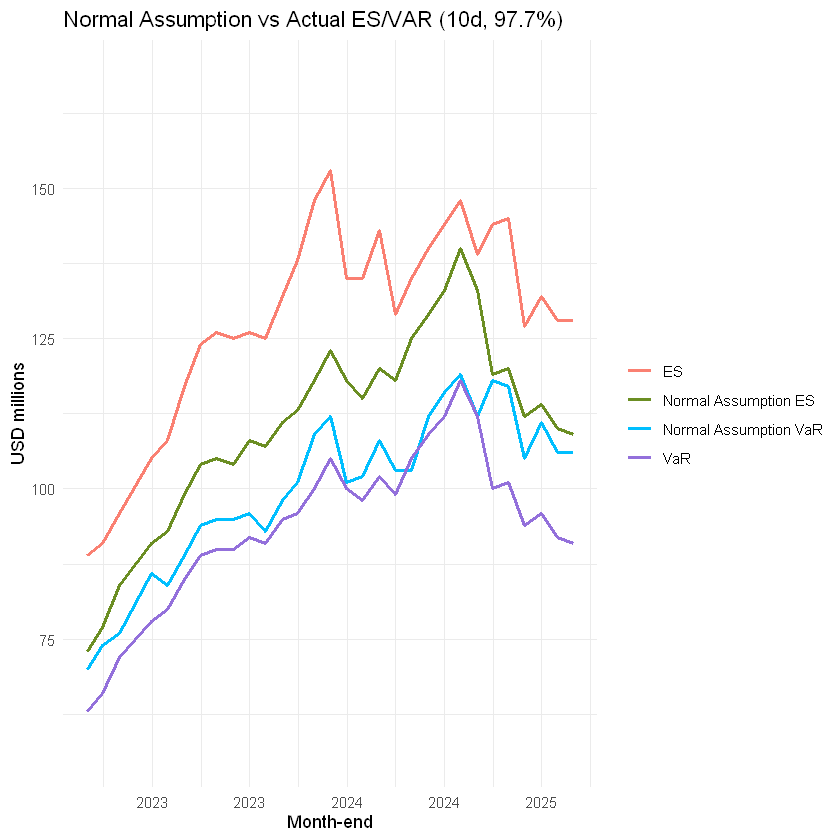 Normal Assumption vs Actual ES/VAR (10d, 97.7%)
150
125
100
75
USD millions
2023
2023
2024
2024
2025
Month-end
ES
Normal Assumption ES
Normal Assumption VaR
VaR